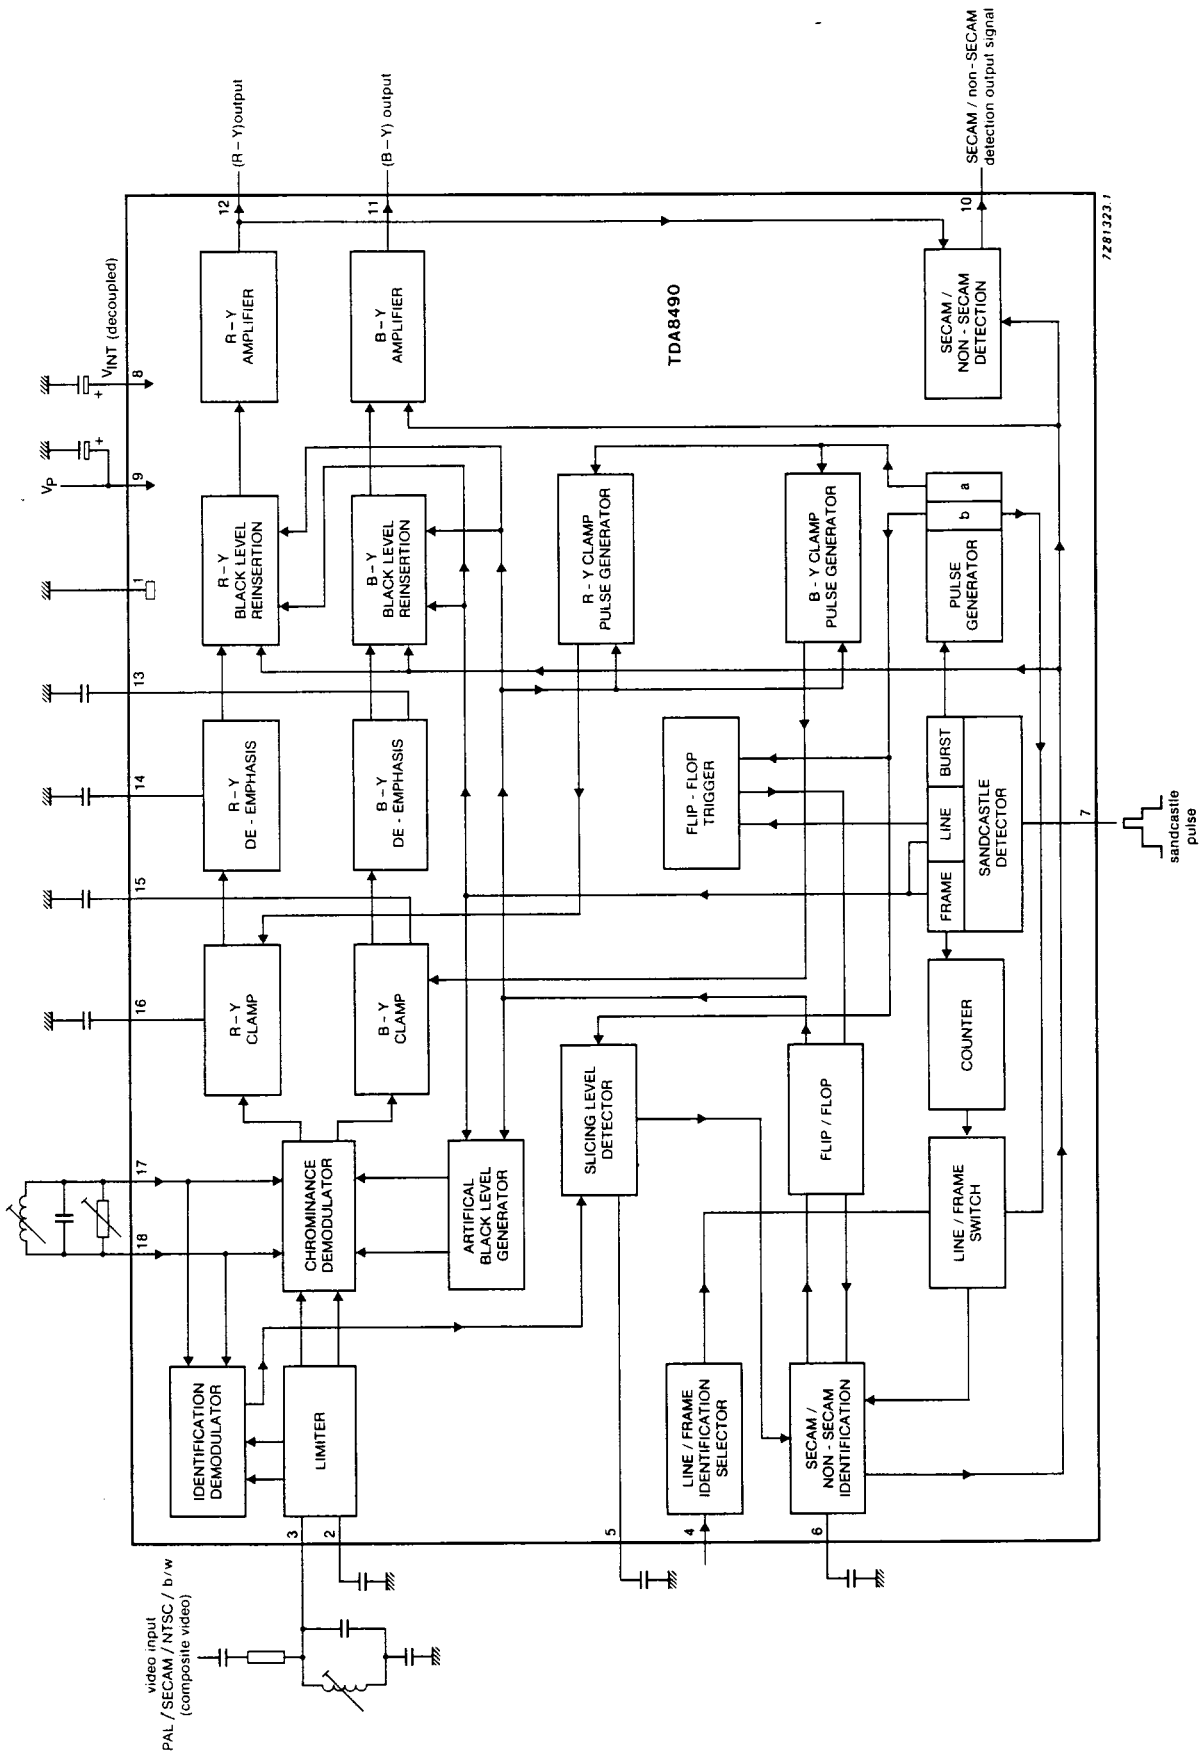 video input
PAL / SECAM / NTSC / b/w
(composite video)
3
2
5
4
6
18
17
16
15
14
13
1
9
8
VP
VINT (decoupled)
12
(R – Y) output
11
(B – Y) output
10
SECAM / non - SECAM
detection output signal
7
sandcastle
pulse
IDENTIFICATION
DEMODULATOR
LIMITER
CHROMINANCE
DEMODULATOR
ARTIFICAL
BLACK LEVEL
GENERATOR
R – Y
CLAMP
B – Y
CLAMP
R – Y
DE - EMPHASIS
B – Y
DE - EMPHASIS
R – Y
BLACK LEVEL
REINSERTION
B – Y
BLACK LEVEL
REINSERTION
R – Y
AMPLIFIER
B – Y
AMPLIFIER
SLICING LEVEL
DETECTOR
R - Y CLAMP
PULSE GENERATOR
B - Y CLAMP
PULSE GENERATOR
FLIP - FLOP
TRIGGER
FLIP / FLOP
LINE / FRAME
IDENTIFICATION
SELECTOR
SECAM /
NON - SECAM
IDENTIFICATION
LINE / FRAME
SWITCH
COUNTER
FRAME
LINE
BURST
SANDCASTLE
DETECTOR
PULSE
GENERATOR
b
a
SECAM /
NON - SECAM
DETECTION
TDA8490
7Z81323.1
+
+